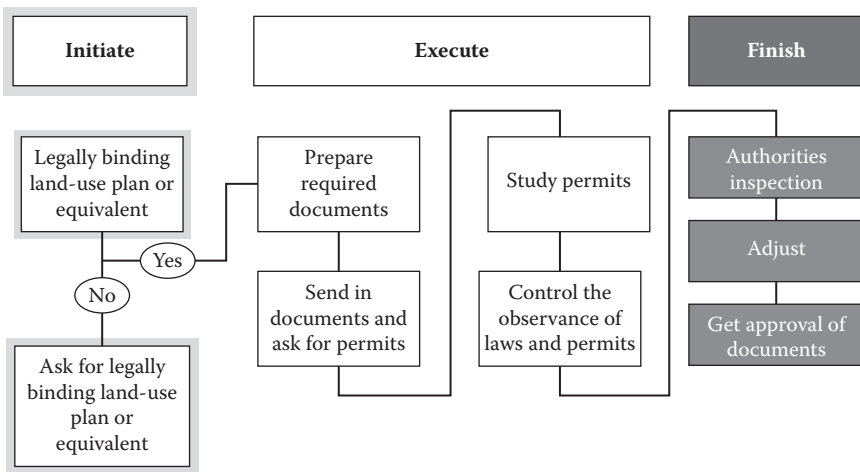 Initiate
Execute
Finish
Legally binding
land-use plan or
equivalent
Yes
No
Ask for legally
binding land-use
plan or
equivalent
Prepare
required
documents
Send in
documents and
ask for permits
Study permits
Control the
observance of
laws and permits
Authorities
inspection
Adjust
Get approval of
documents